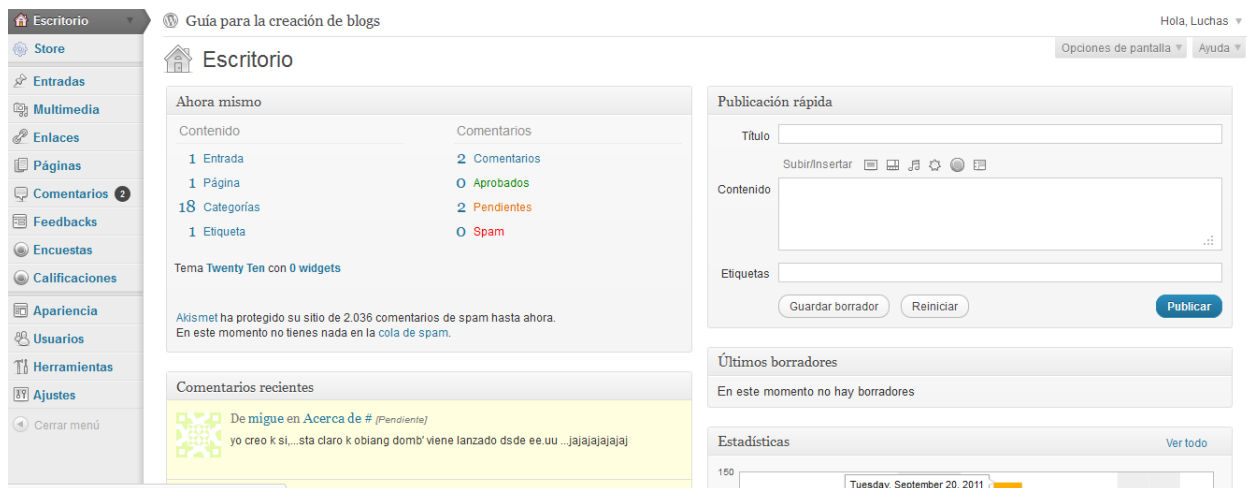 Escritorio
Store
Entradas
Multimedia
Enlaces
Páginas
Comentarios 2
Feedbacks
Encuestas
Calificaciones
Apariencia
Usuarios
Herramientas
Ajustes
Cerrar menú
Guía para la creación de blogs
Hola, Luchas
Opciones de pantalla
Ayuda
Escritorio
Ahora mismo
Contenido
1 Entrada
1 Página
18 Categorías
1 Etiqueta
Comentarios
2 Comentarios
0 Aprobados
2 Pendientes
0 Spam
Tema Twenty Ten con 0 widgets
Akismet ha protegido su sitio de 2.036 comentarios de spam hasta ahora.
En este momento no tienes nada en la cola de spam.
Comentarios recientes
De migue en Acerca de # [Pendiente]
yo creo k si,...sta claro k obiang domb' viene lanzado dsde ee.uu ...jajajajajajaj
Publicación rápida
Título
Subir/Insertar
Contenido
Etiquetas
Guardar borrador
Reiniciar
Publicar
Últimos borradores
En este momento no hay borradores
Estadísticas
Ver todo
150
Tuesday, September 20, 2011